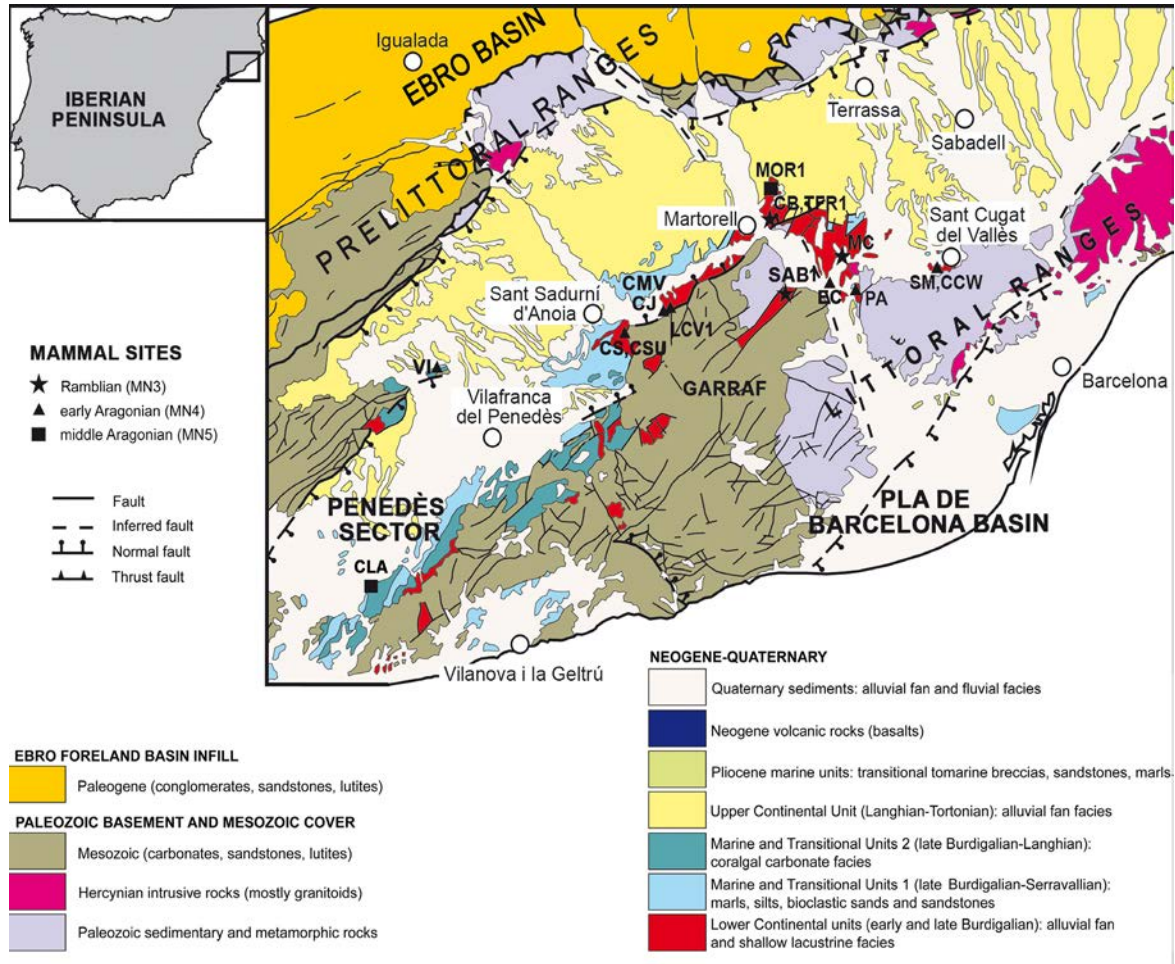 IBERIAN
PENINSULA
Igualada
EBRO BASIN
PRELITTORAL RANGES
Terrassa
Sabadell
MOR1
CB,TFR1
Martorell
MC
Sant Cugat
del Vallès
SAB1
SM,CCW
CMV
CJ
Sant Sadurní
d'Anoia
LCV1
EC
PA
CS,CSU
LITTORAL RANGES
VI
GARRAF
Barcelona
Vilafranca
del Penedès
PENEDÈS
SECTOR
PLA DE
BARCELONA BASIN
CLA
Vilanova i la Geltrú
MAMMAL SITES
Ramblian (MN3)
early Aragonian (MN4)
middle Aragonian (MN5)
Fault
Inferred fault
Normal fault
Thrust fault
EBRO FORELAND BASIN INFILL
Paleogene (conglomerates, sandstones, lutites)
PALEOZOIC BASEMENT AND MESOZOIC COVER
Mesozoic (carbonates, sandstones, lutites)
Hercynian intrusive rocks (mostly granitoids)
Paleozoic sedimentary and metamorphic rocks
NEOGENE-QUATERNARY
Quaternary sediments: alluvial fan and fluvial facies
Neogene volcanic rocks (basalts)
Pliocene marine units: transitional tomarine breccias, sandstones, marls
Upper Continental Unit (Langhian-Tortonian): alluvial fan facies
Marine and Transitional Units 2 (late Burdigalian-Langhian):
coralgal carbonate facies
Marine and Transitional Units 1 (late Burdigalian-Serravallian):
marls, silts, bioclastic sands and sandstones
Lower Continental units (early and late Burdigalian): alluvial fan
and shallow lacustrine facies